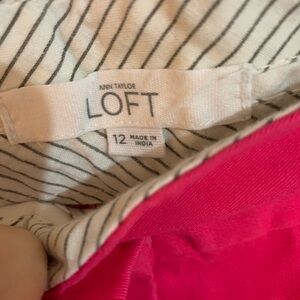 ANN TAYLOR
LOFT
12 MADE IN
INDIA